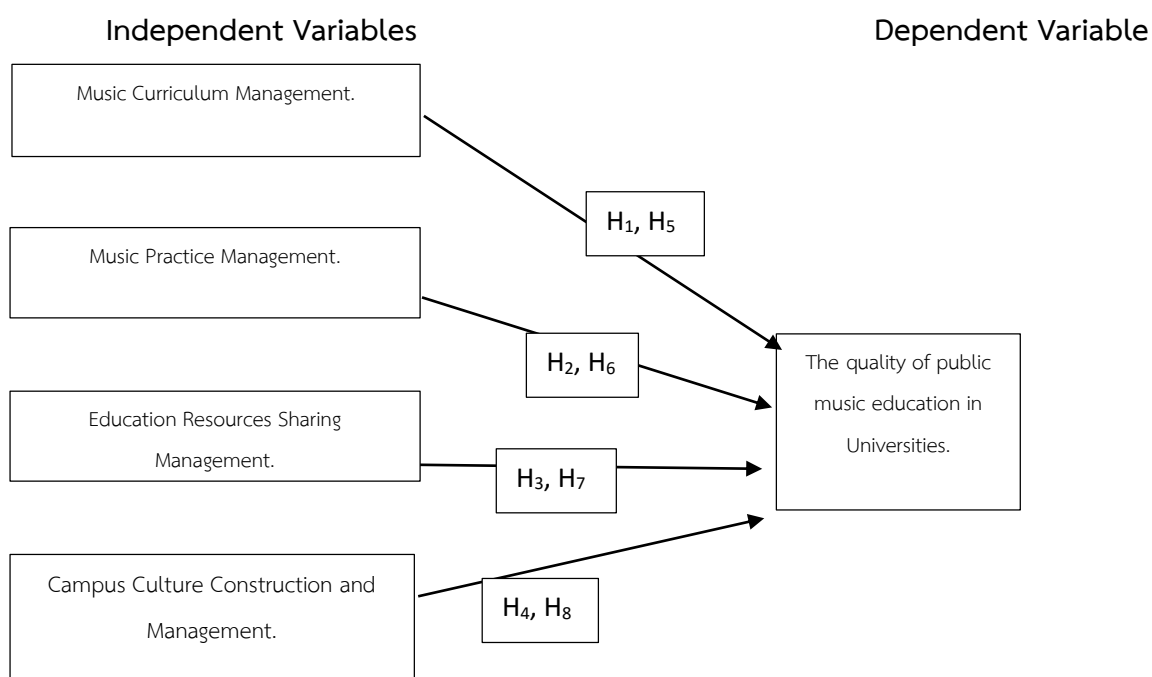 Independent Variables
Dependent Variable
Music Curriculum Management.
H₁, H₅
Music Practice Management.
H₂, H₆
The quality of public
music education in
Universities.
Education Resources Sharing
Management.
H₃, H₇
Campus Culture Construction and
Management.
H₄, H₈